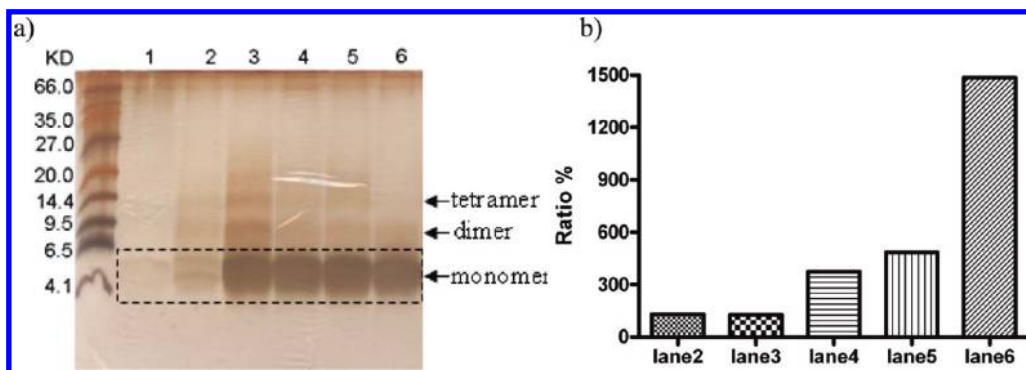 a)
KD 1 2 3 4 5 6
66.0
35.0
27.0
20.0
14.4
9.5
6.5
4.1
tetramer
dimer
monomer
b)
Ratio %
1500
1200
900
600
300
0
lane2 lane3 lane4 lane5 lane6